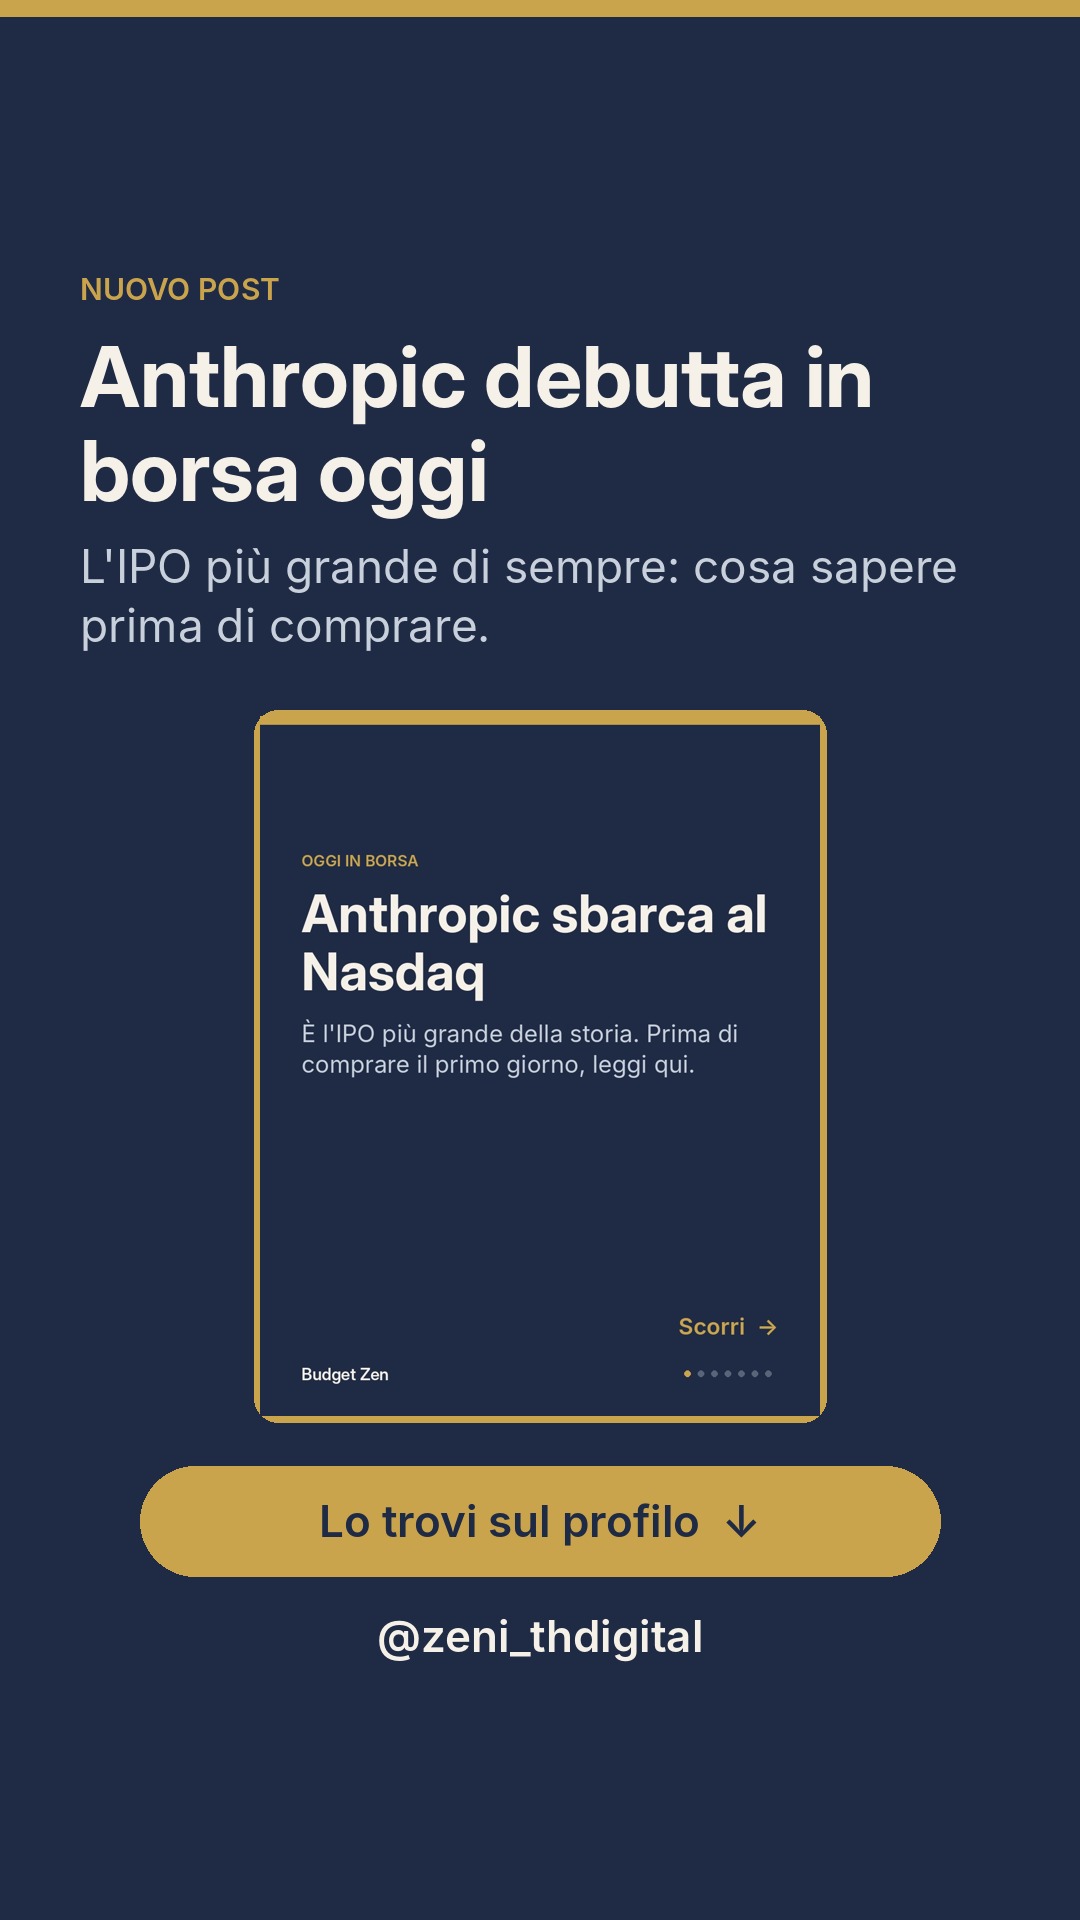 NUOVO POST
Anthropic debutta in
borsa oggi
L'IPO più grande di sempre: cosa sapere
prima di comprare.
OGGI IN BORSA
Anthropic sbarca al
Nasdaq
È l'IPO più grande della storia. Prima di
comprare il primo giorno, leggi qui.
Scorri →
Budget Zen
Lo trovi sul profilo ↓
@zeni_thdigital